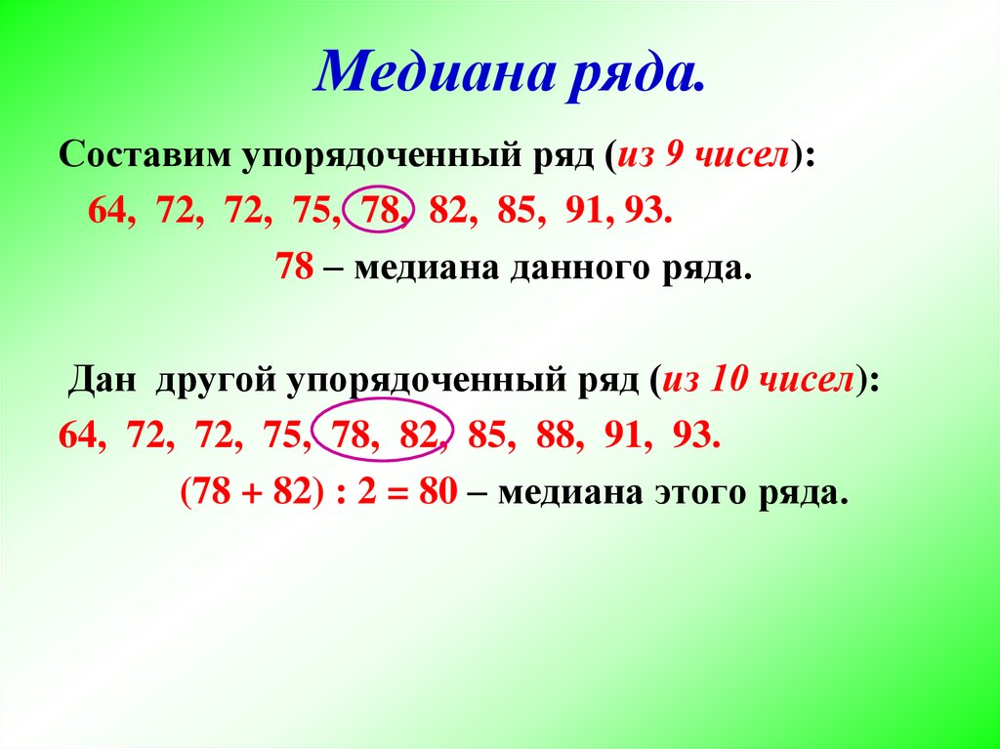 Медиана ряда.
Составим упорядоченный ряд (из 9 чисел):
64, 72, 72, 75, 78, 82, 85, 91, 93.
78 – медиана данного ряда.
Дан другой упорядоченный ряд (из 10 чисел):
64, 72, 72, 75, 78, 82, 85, 88, 91, 93.
(78 + 82) : 2 = 80 – медиана этого ряда.